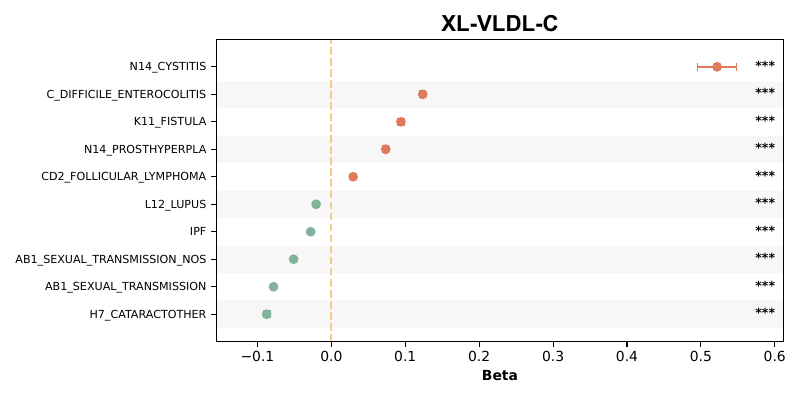 XL-VLDL-C
N14_CYSTITIS ***
C_DIFFICILE_ENTEROCOLITIS ***
K11_FISTULA ***
N14_PROSTHYPERPLA ***
CD2_FOLLICULAR_LYMPHOMA ***
L12_LUPUS ***
IPF ***
AB1_SEXUAL_TRANSMISSION_NOS ***
AB1_SEXUAL_TRANSMISSION ***
H7_CATARACTOTHER ***
−0.1 0.0 0.1 0.2 0.3 0.4 0.5 0.6
Beta